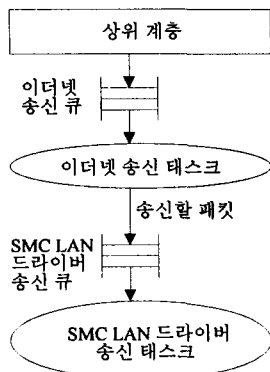 상위 계층
이더넷
송신 큐
이더넷 송신 태스크
송신할 패킷
SMC LAN
드라이버
송신 큐
SMC LAN 드라이버
송신 태스크